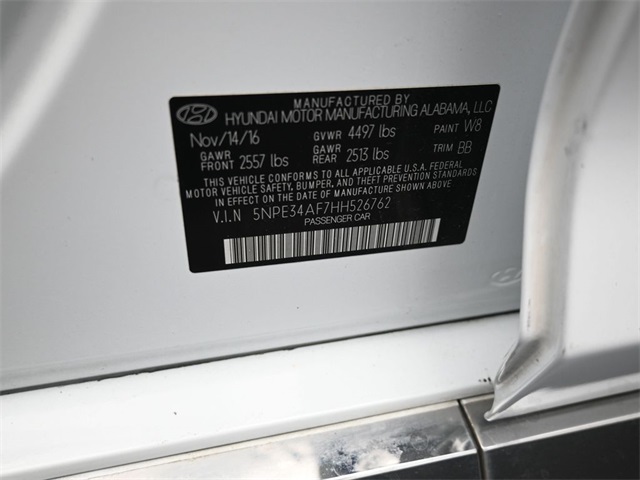 MANUFACTURED BY
HYUNDAI MOTOR MANUFACTURING ALABAMA, LLC
Nov/14/16 GVWR 4497 lbs PAINT W8
GAWR FRONT 2557 lbs GAWR REAR 2513 lbs TRIM BB
THIS VEHICLE CONFORMS TO ALL APPLICABLE U.S.A. FEDERAL
MOTOR VEHICLE SAFETY, BUMPER, AND THEFT PREVENTION STANDARDS
IN EFFECT ON THE DATE OF MANUFACTURE SHOWN ABOVE.
V.I.N 5NPE34AF7HH526762
PASSENGER CAR